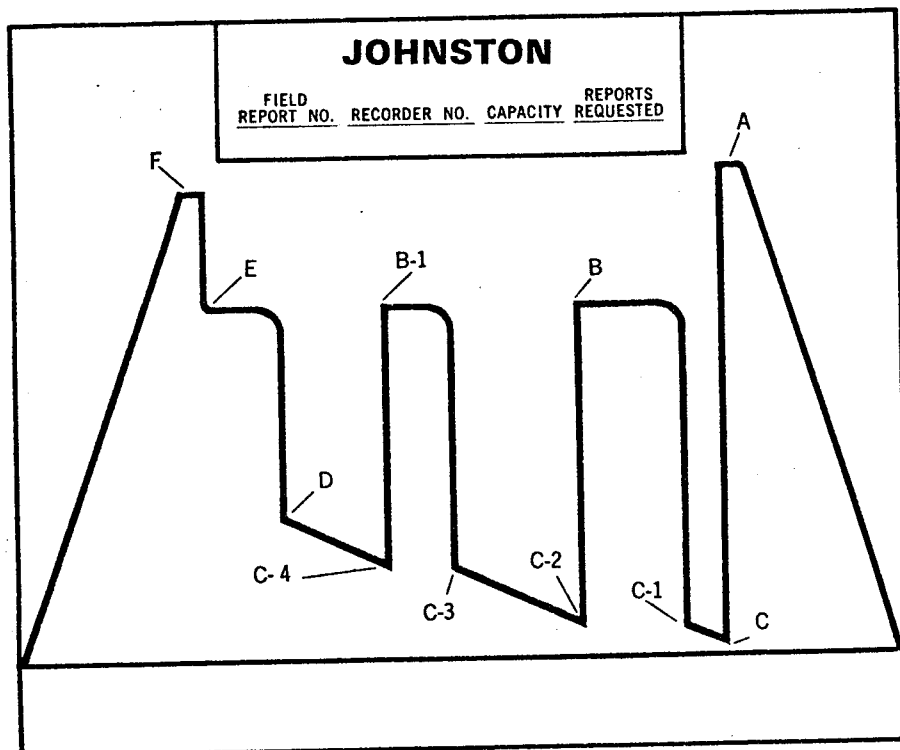 JOHNSTON
FIELD REPORT NO. RECORDER NO. CAPACITY REPORTS REQUESTED
A
F
E
B-1
B
D
C-4
C-3
C-2
C-1
C